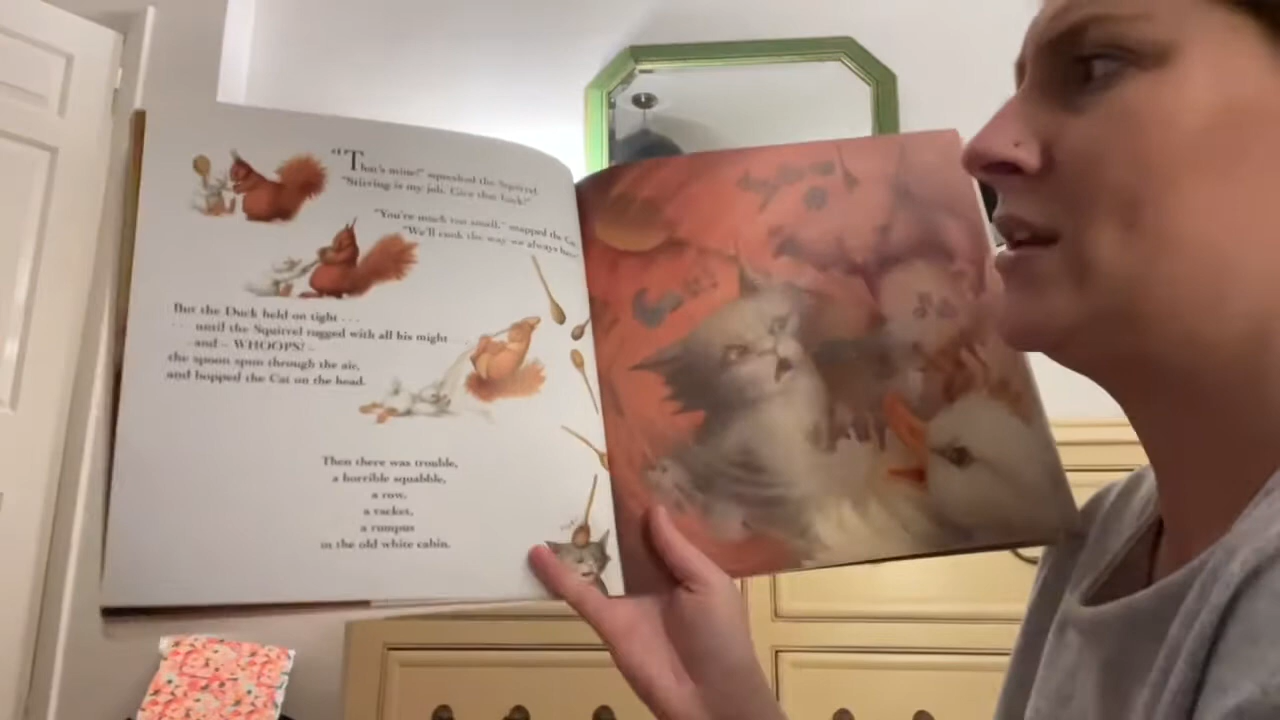 "That's mine!" squeaked the Squirrel.
"Stirring is my job. Give that back!"
"You're much too small," snapped the Cat.
"We'll cook the way we always have."
But the Duck held on tight . . .
. . until the Squirrel tugged with all his might
and – WHOOPS! –
the spoon spun through the air,
and bopped the Cat on the head.
Then there was trouble,
a horrible squabble,
a row,
a racket,
a rumpus
in the old white cabin.